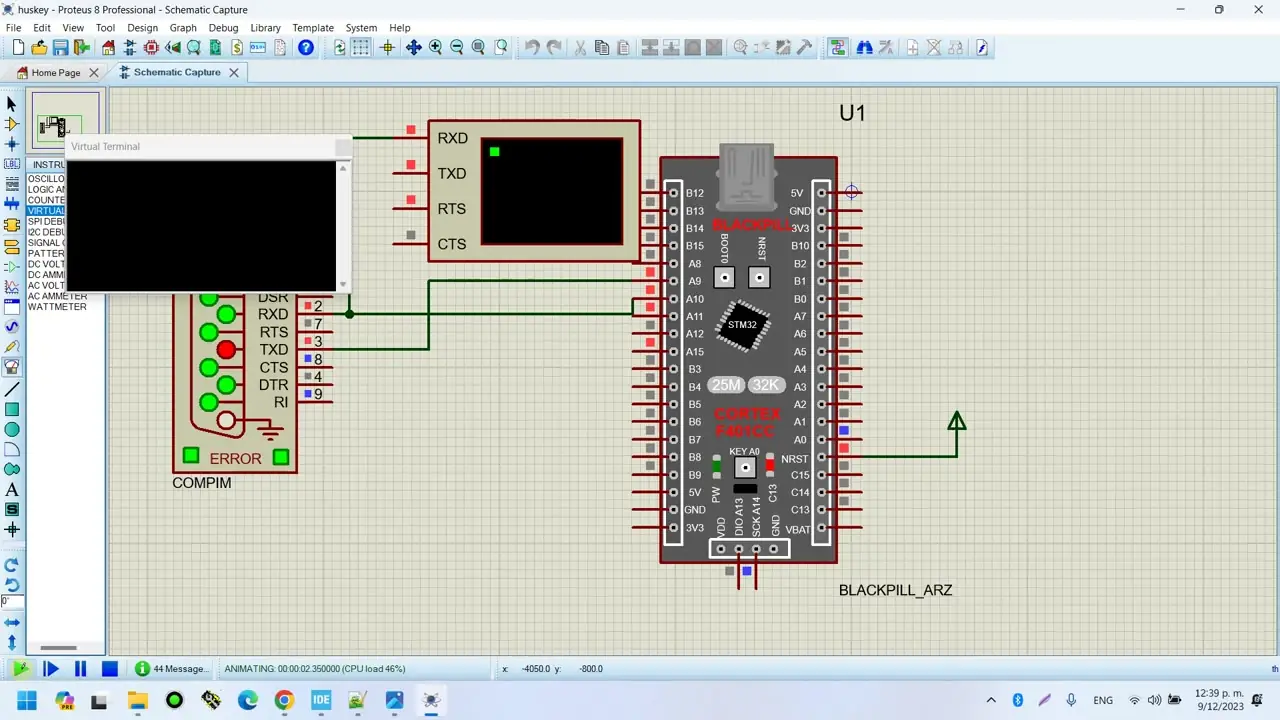 huskey - Proteus 8 Professional - Schematic Capture
File Edit View Tool Design Graph Debug Library Template System Help
Home Page
Schematic Capture
U1
Virtual Terminal
INSTRU
OSCILLO
LOGIC AN
COUNTE
VIRTUAL
SPI DEBU
I2C DEBU
SIGNAL G
PATTER
DC VOL
DC AMM
AC VOLT
AC AMMETER
WATTMETER
RXD
TXD
RTS
CTS
DSR
RXD 2
RTS 7
TXD 3
CTS 8
DTR 4
RI 9
ERROR
COMPIM
BLACKPILL
BOOT0
NRST
STM32
25M 32K
CORTEX
F401CC
KEY A0
PW
C13
VDD
DIO A13
SCK A14
GND
B12
B13
B14
B15
A8
A9
A10
A11
A12
A15
B3
B4
B5
B6
B7
B8
B9
5V
GND
3V3
5V
GND
3V3
B10
B2
B1
B0
A7
A6
A5
A4
A3
A2
A1
A0
NRST
C15
C14
C13
VBAT
BLACKPILL_ARZ
0°
44 Message...
ANIMATING: 00:00:02.350000 (CPU load 46%)
x: -4050.0 y: -800.0
th
PRE
IDE
ENG
12:39 p. m.
9/12/2023